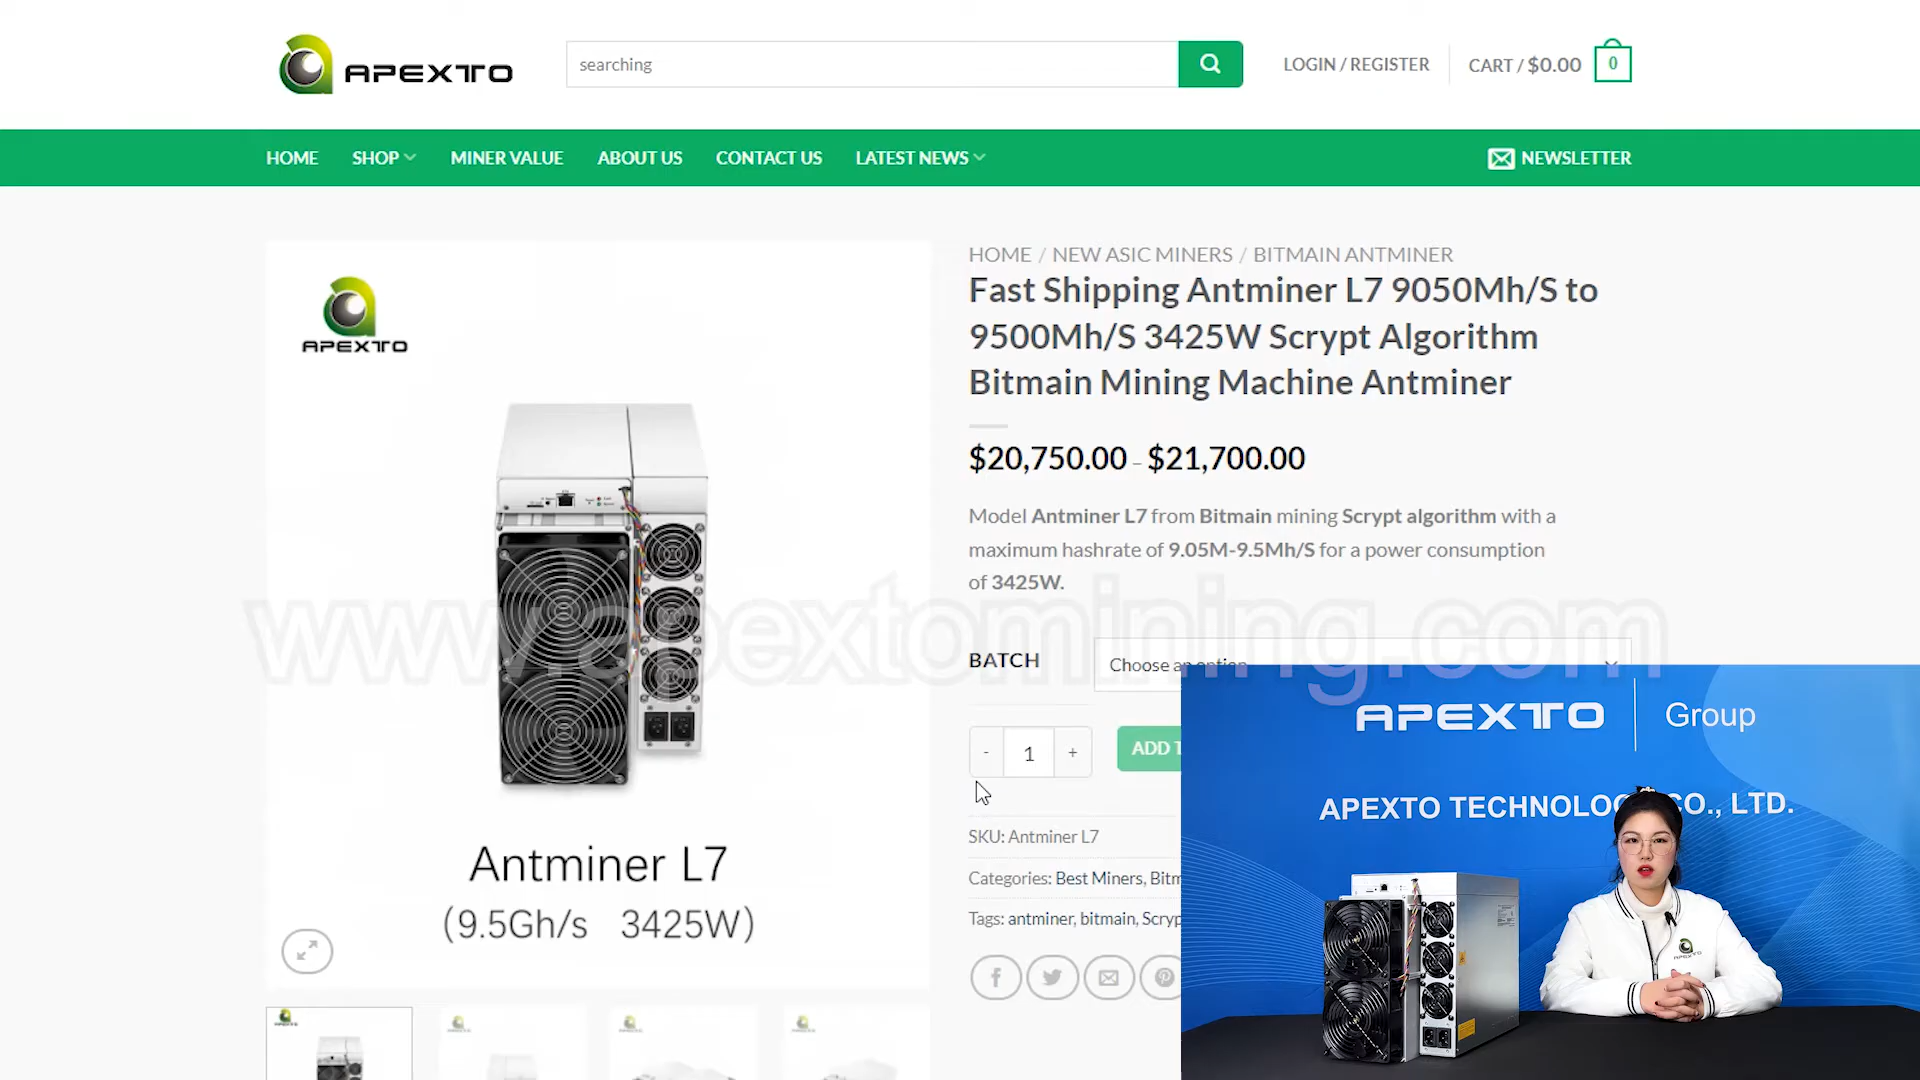 APEXTO
searching
LOGIN / REGISTER
CART / $0.00
0
HOME
SHOP
MINER VALUE
ABOUT US
CONTACT US
LATEST NEWS
NEWSLETTER
APEXTO
Antminer L7
(9.5Gh/s 3425W)
HOME / NEW ASIC MINERS / BITMAIN ANTMINER
Fast Shipping Antminer L7 9050Mh/S to
9500Mh/S 3425W Scrypt Algorithm
Bitmain Mining Machine Antminer
$20,750.00 – $21,700.00
Model Antminer L7 from Bitmain mining Scrypt algorithm with a
maximum hashrate of 9.05M-9.5Mh/S for a power consumption
of 3425W.
www.apextomining.com
BATCH
Choose an option
- 1 +
ADD T
SKU: Antminer L7
Categories: Best Miners, Bitm
Tags: antminer, bitmain, Scryp
APEXTO
APEXTO Group
APEXTO TECHNOLOG CO., LTD.